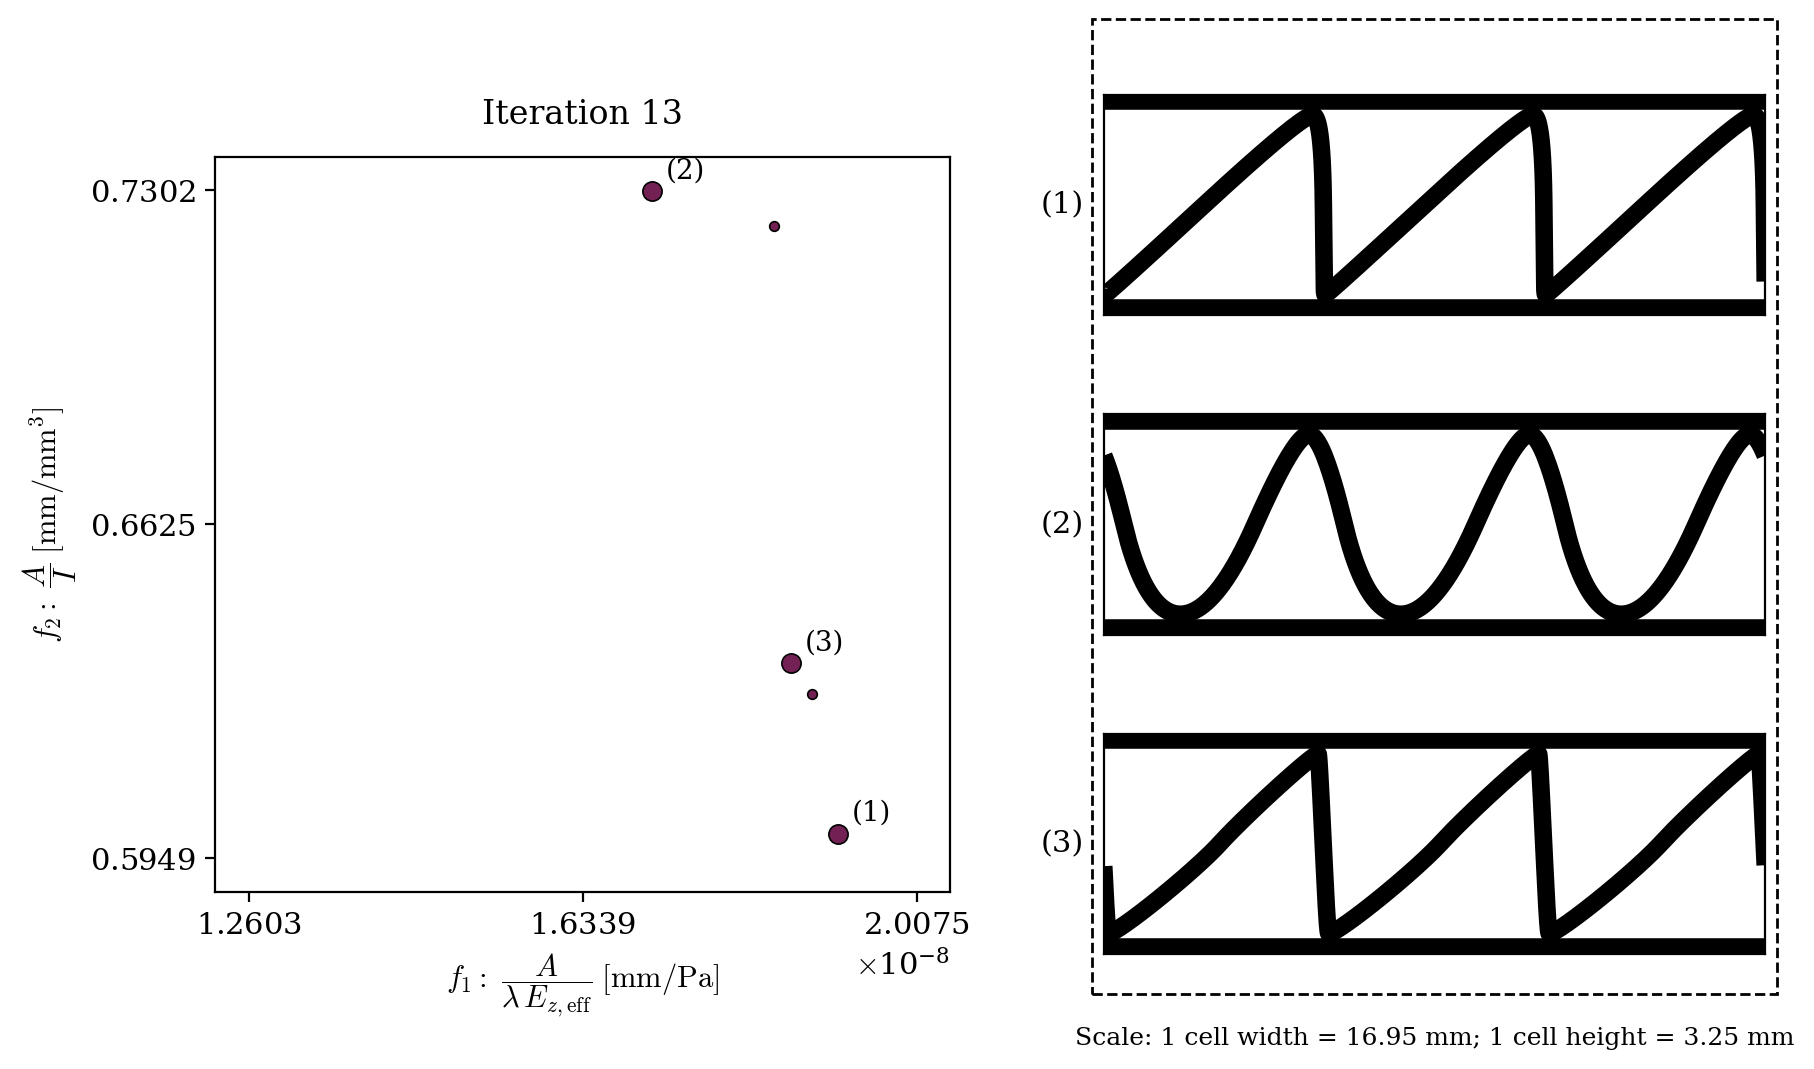 Iteration 13
0.7302
0.6625
0.5949
f₂: A/I [mm/mm³]
(2)
(3)
(1)
1.2603 1.6339 2.0075
×10⁻⁸
f₁: A/(λ E_z,eff) [mm/Pa]
(1)
(2)
(3)
Scale: 1 cell width = 16.95 mm; 1 cell height = 3.25 mm